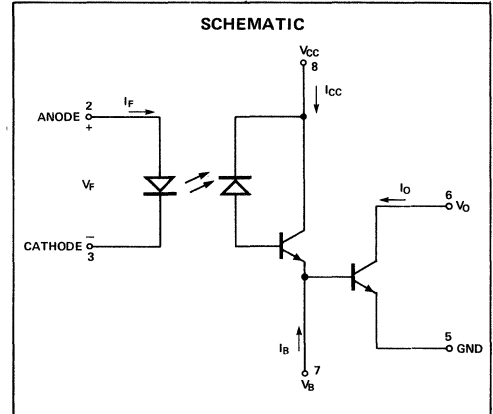 SCHEMATIC
VCC
8
ICC
2
IF
ANODE
+
VF
IO
6
VO
−
CATHODE
3
5
GND
IB
7
VB